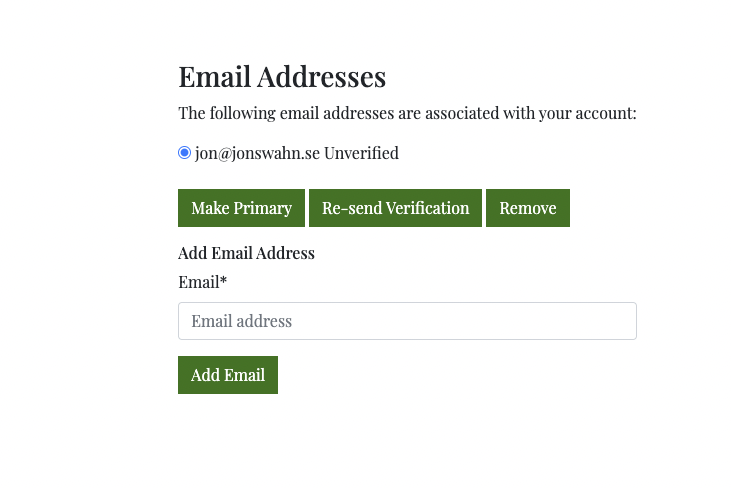 Email Addresses
The following email addresses are associated with your account:
jon@jonswahn.se Unverified
Make Primary Re-send Verification Remove
Add Email Address
Email*
Email address
Add Email